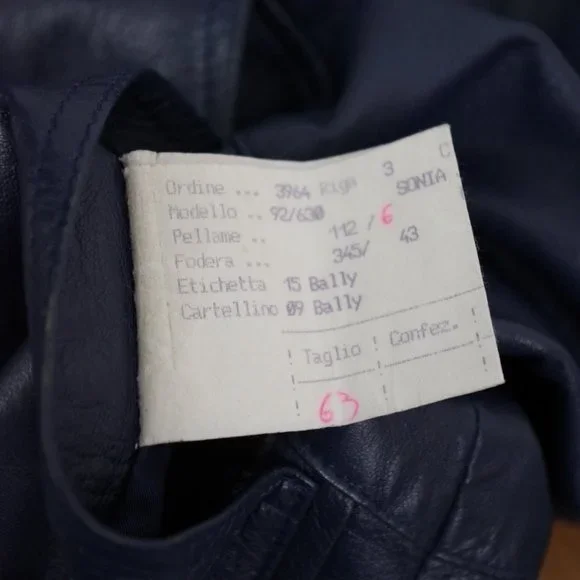 Ordine ... 3964 Riga 3 C
Modello .. 92/630 SONIA
Pellame .. 112 / 6
Fodera ... 345/ 43
Etichetta 15 Bally
Cartellino 09 Bally
! Taglio ! Confez. !
! 63 ! !